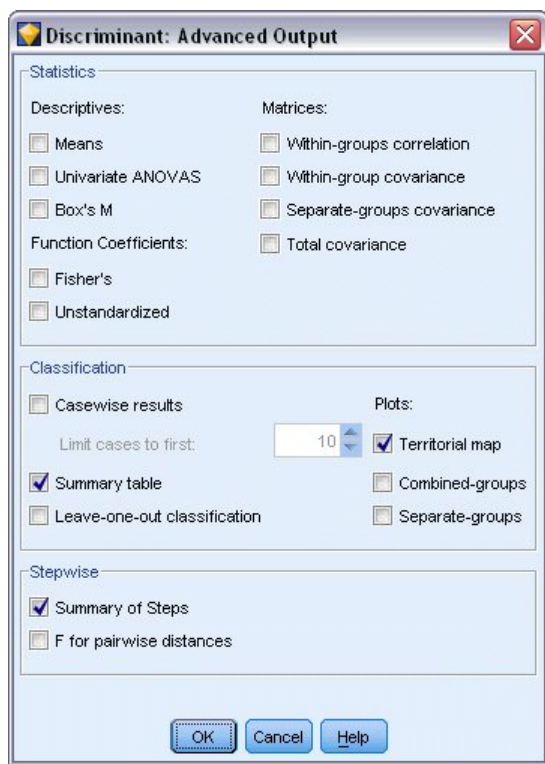 Discriminant: Advanced Output
Statistics
Descriptives:
Means
Univariate ANOVAS
Box's M
Function Coefficients:
Fisher's
Unstandardized
Matrices:
Within-groups correlation
Within-group covariance
Separate-groups covariance
Total covariance
Classification
Casewise results
Limit cases to first: 10
Summary table
Leave-one-out classification
Plots:
Territorial map
Combined-groups
Separate-groups
Stepwise
Summary of Steps
F for pairwise distances
OK Cancel Help